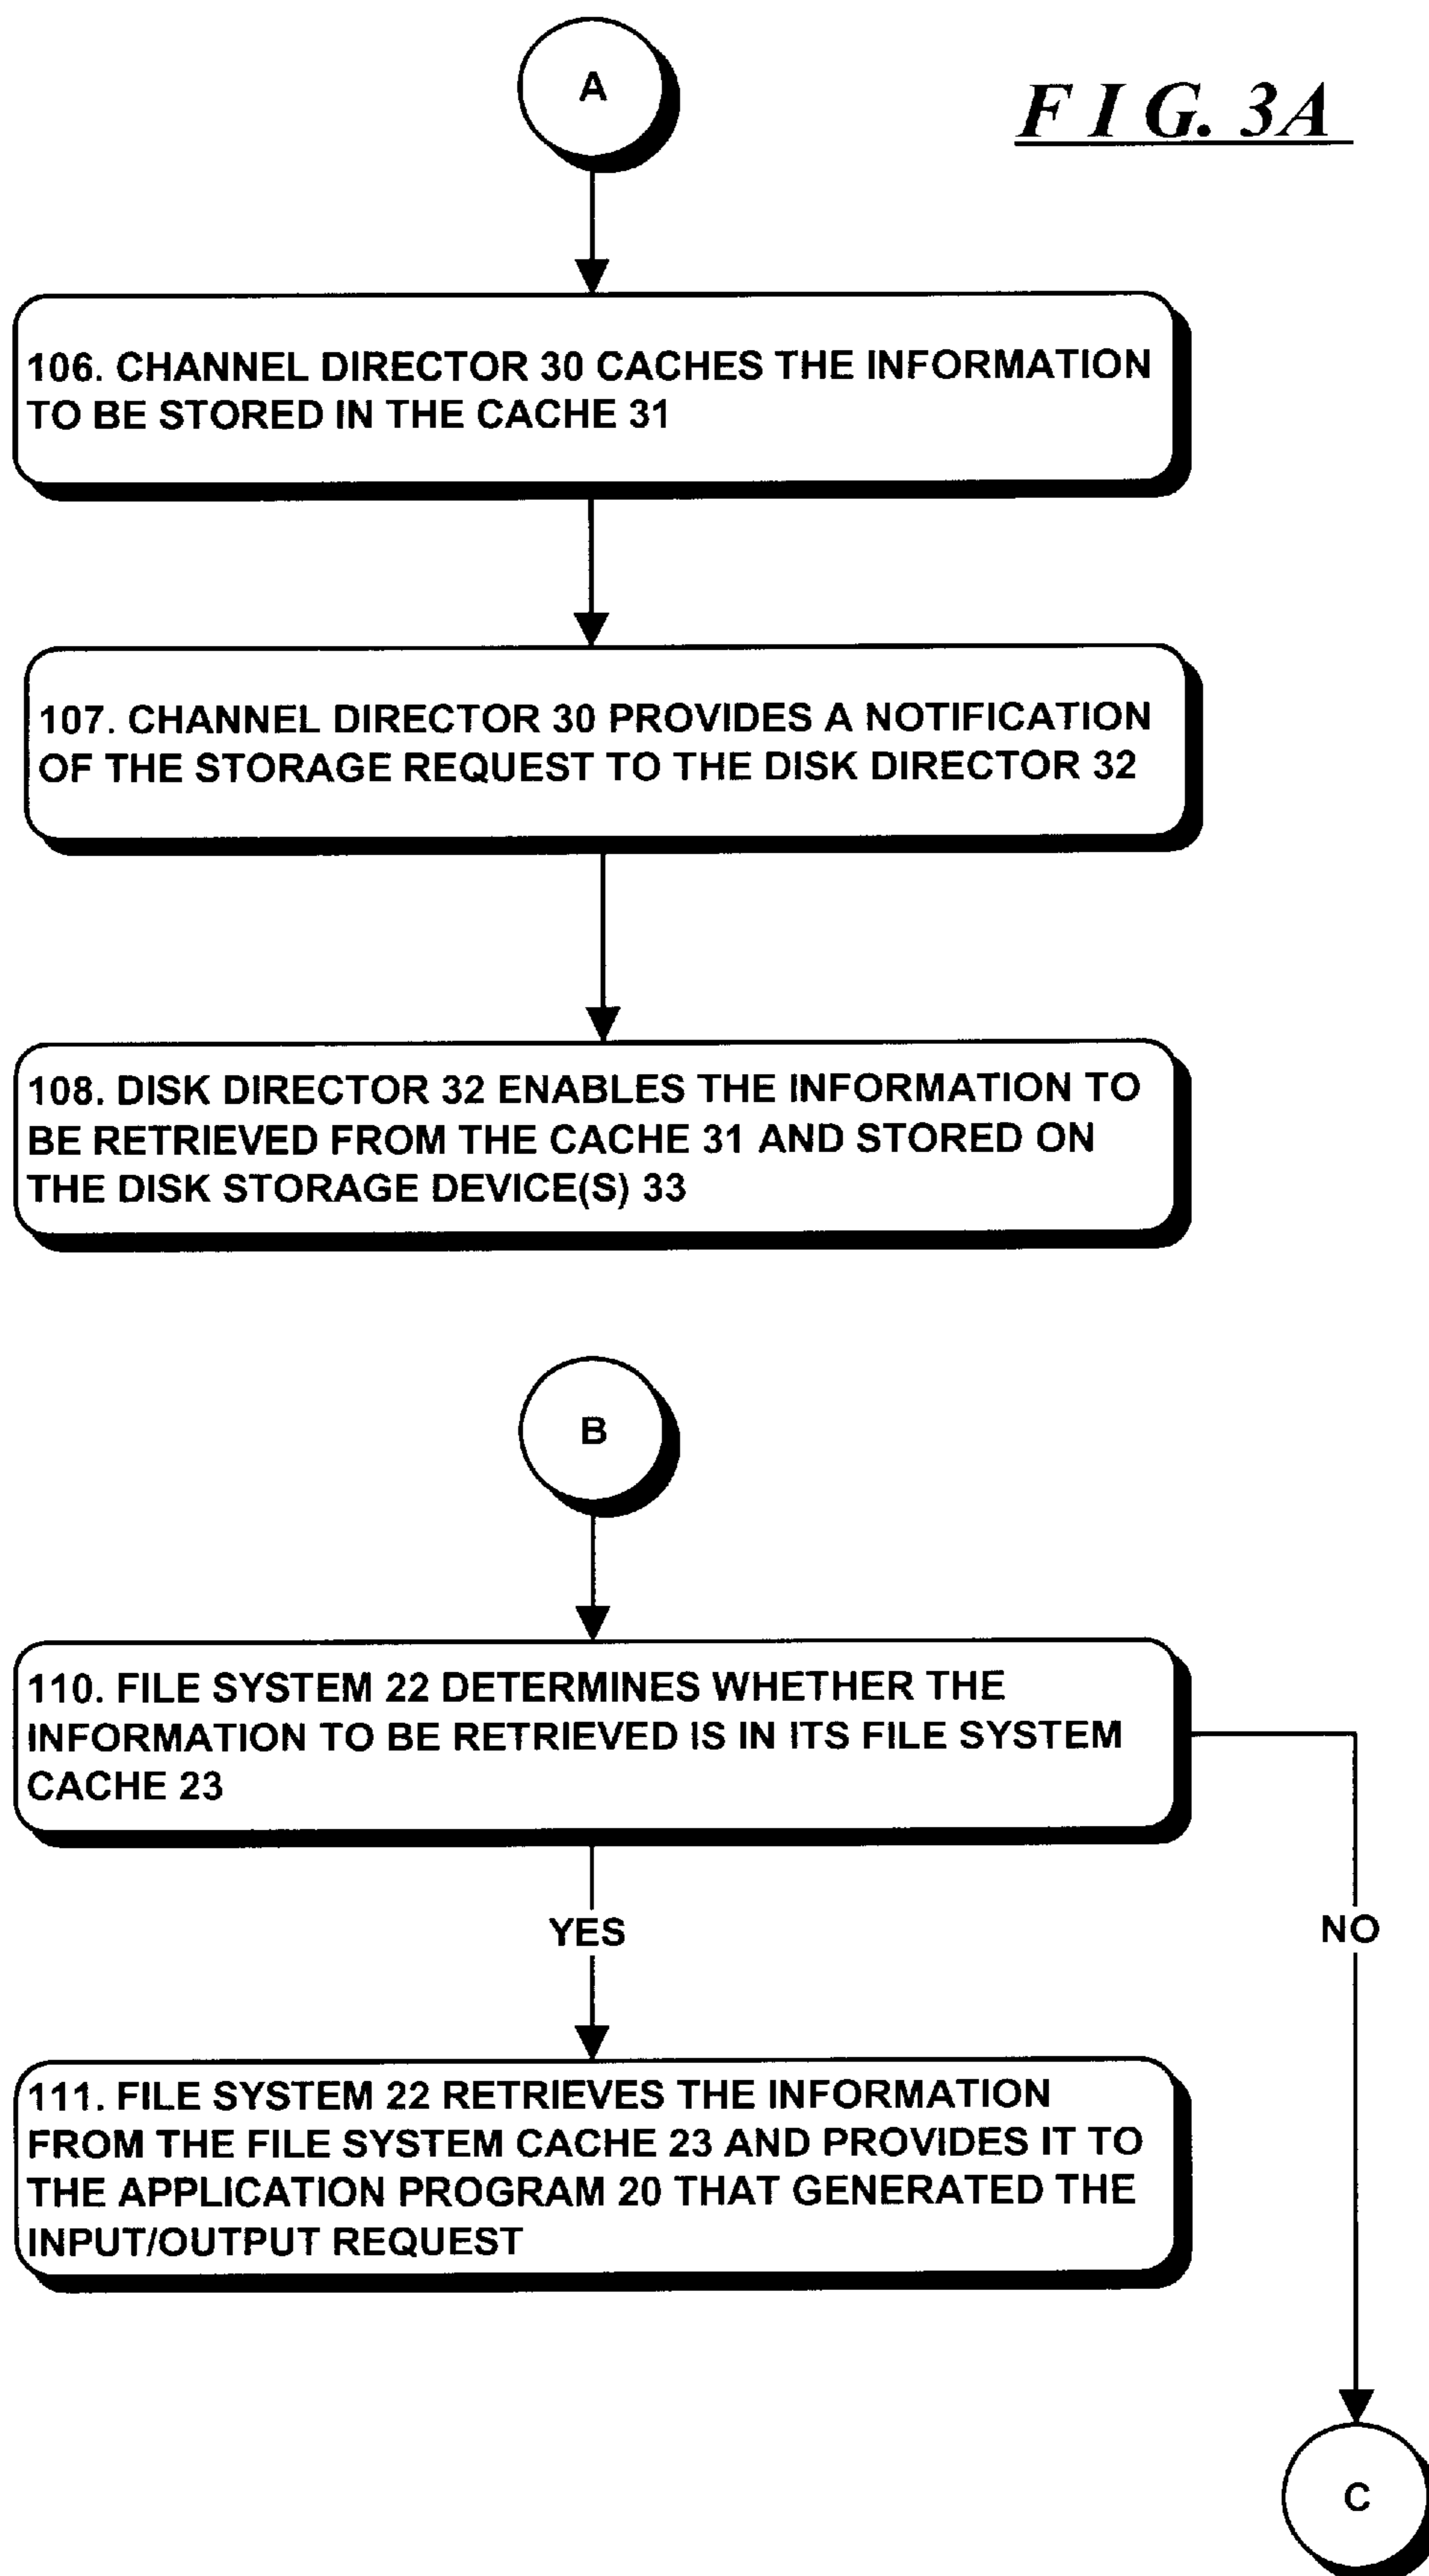 A
FIG. 3A
106. CHANNEL DIRECTOR 30 CACHES THE INFORMATION
TO BE STORED IN THE CACHE 31
107. CHANNEL DIRECTOR 30 PROVIDES A NOTIFICATION
OF THE STORAGE REQUEST TO THE DISK DIRECTOR 32
108. DISK DIRECTOR 32 ENABLES THE INFORMATION TO
BE RETRIEVED FROM THE CACHE 31 AND STORED ON
THE DISK STORAGE DEVICE(S) 33
B
110. FILE SYSTEM 22 DETERMINES WHETHER THE
INFORMATION TO BE RETRIEVED IS IN ITS FILE SYSTEM
CACHE 23
YES
NO
111. FILE SYSTEM 22 RETRIEVES THE INFORMATION
FROM THE FILE SYSTEM CACHE 23 AND PROVIDES IT TO
THE APPLICATION PROGRAM 20 THAT GENERATED THE
INPUT/OUTPUT REQUEST
C